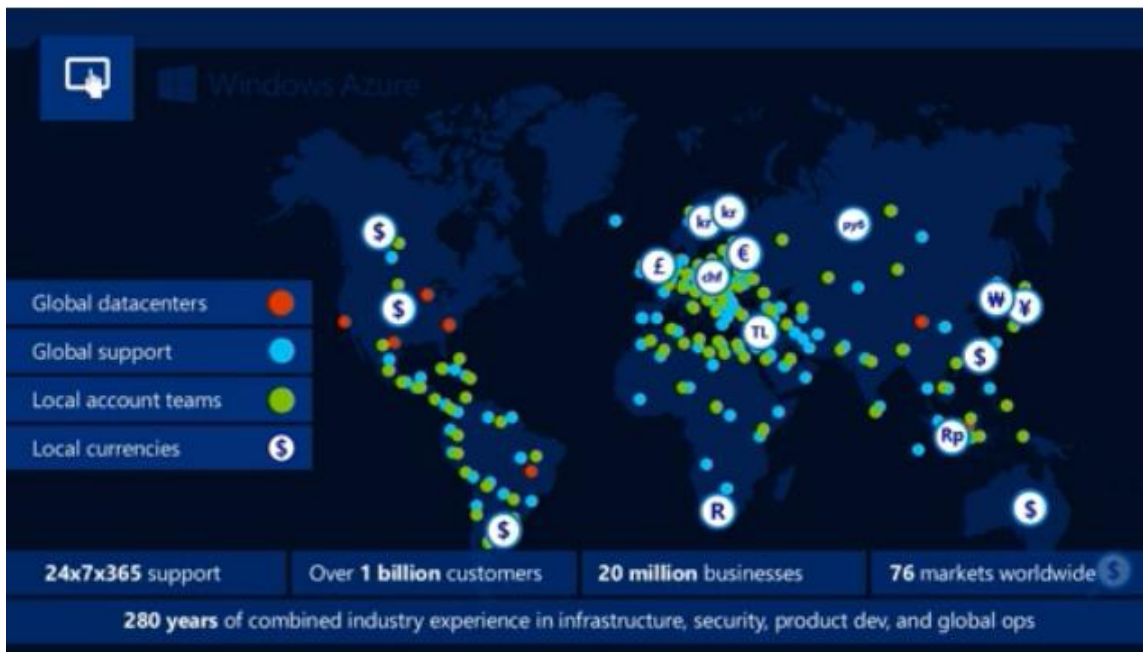 Windows Azure
$
kr
kr
руб
£
€
chf
$
₩
¥
TL
$
Rp
R
$
$
Global datacenters
Global support
Local account teams
Local currencies $
24x7x365 support
Over 1 billion customers
20 million businesses
76 markets worldwide $
280 years of combined industry experience in infrastructure, security, product dev, and global ops